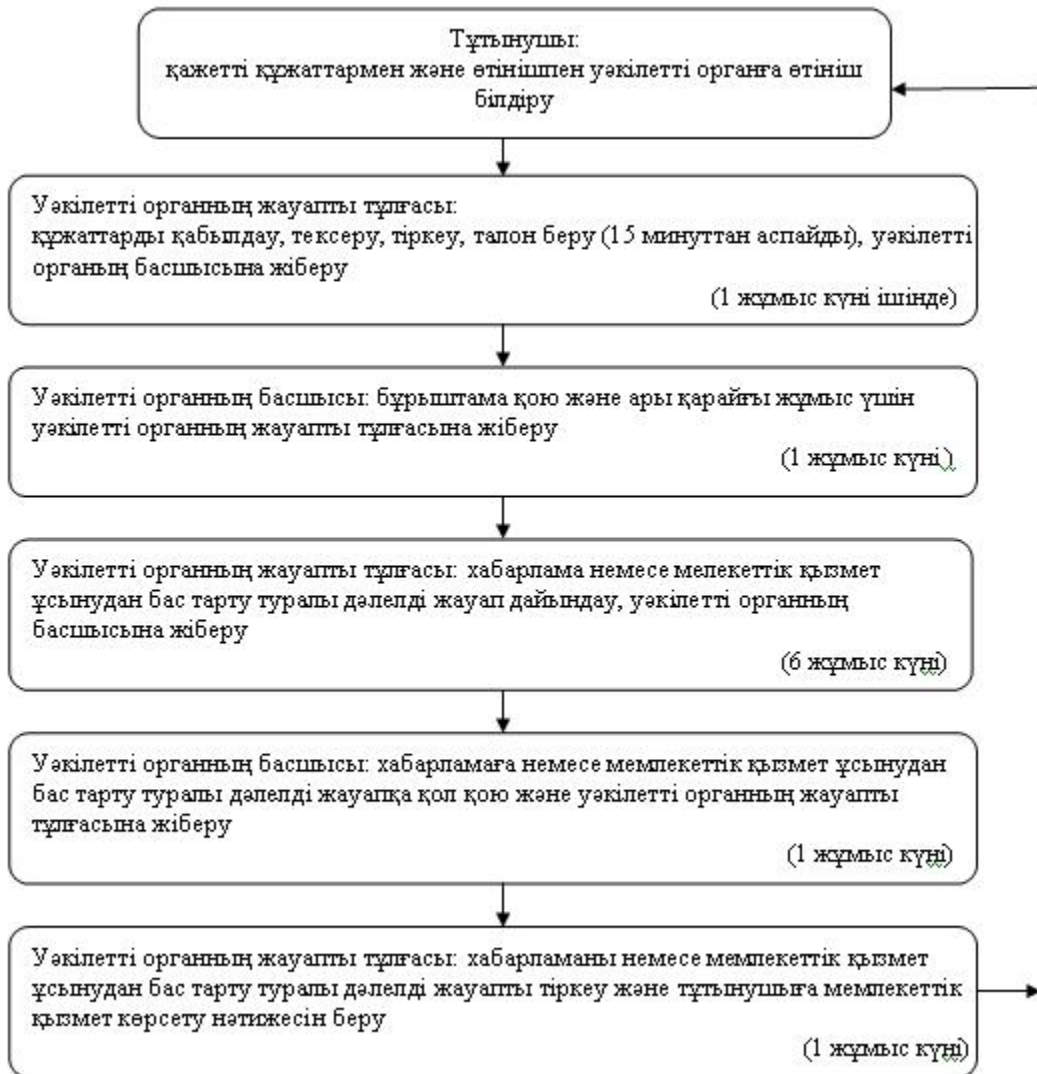 Тұтынушы:
қажетті құжаттармен және өтінішпен уәкілетті органға өтініш
білдіру
Уәкілетті органның жауапты тұлғасы:
құжаттарды қабылдау, тексеру, тіркеу, талон беру (15 минуттан аспайды), уәкілетті
органың басшысына жіберу
(1 жұмыс күні ішінде)
Уәкілетті органның басшысы: бұрыштама қою және ары қарайғы жұмыс үшін
уәкілетті органның жауапты тұлғасына жіберу
(1 жұмыс күні)
Уәкілетті органның жауапты тұлғасы: хабарлама немесе мелекеттік қызмет
ұсынудан бас тарту туралы дәлелді жауап дайындау, уәкілетті органның
басшысына жіберу
(6 жұмыс күні)
Уәкілетті органның басшысы: хабарламаға немесе мемлекеттік қызмет ұсынудан
бас тарту туралы дәлелді жауапқа қол қою және уәкілетті органның жауапты
тұлғасына жіберу
(1 жұмыс күні)
Уәкілетті органның жауапты тұлғасы: хабарламаны немесе мемлекеттік қызмет
ұсынудан бас тарту туралы дәлелді жауапты тіркеу және тұтынушыға мемлекеттік
қызмет көрсету нәтижесін беру
(1 жұмыс күні)